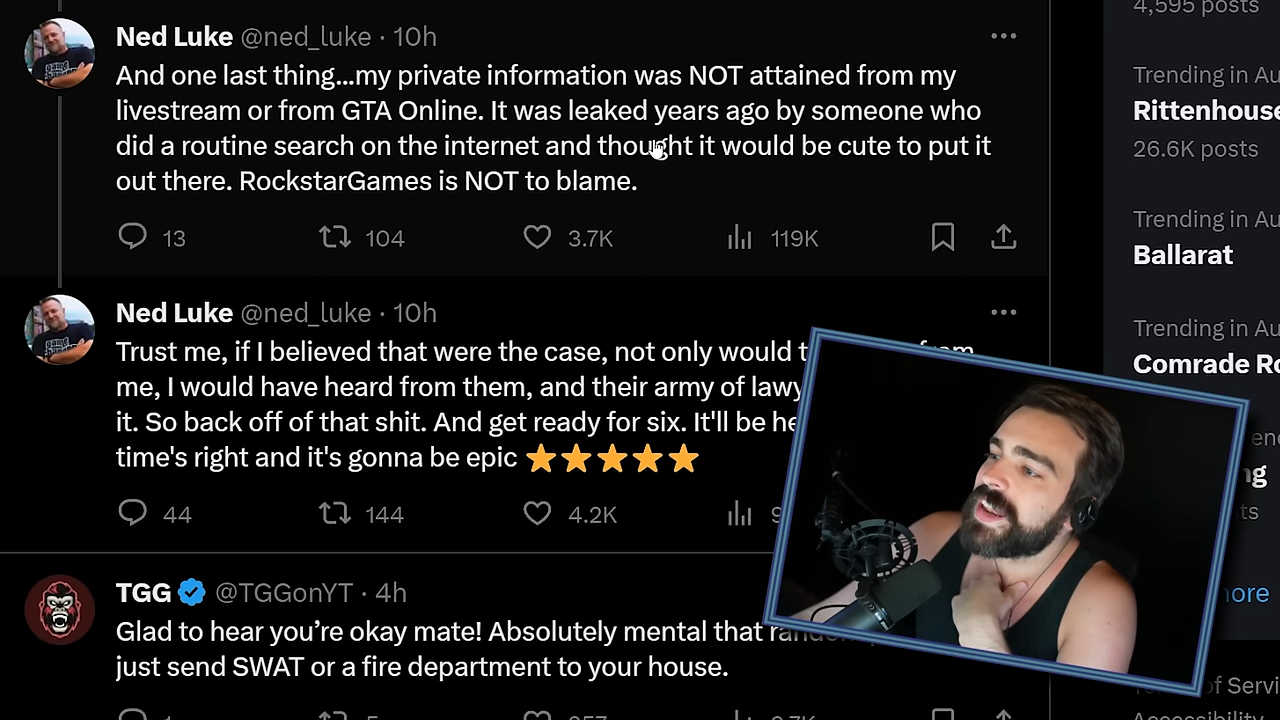 4,595 posts
Ned Luke @ned_luke · 10h
And one last thing...my private information was NOT attained from my
livestream or from GTA Online. It was leaked years ago by someone who
did a routine search on the internet and thought it would be cute to put it
out there. RockstarGames is NOT to blame.
13 104 3.7K 119K
Ned Luke @ned_luke · 10h
Trust me, if I believed that were the case, not only would
me, I would have heard from them, and their army of
it. So back off of that shit. And get ready for six. It'll be
time's right and it's gonna be epic ⭐⭐⭐⭐⭐
44 144 4.2K
TGG @TGGonYT · 4h
Glad to hear you’re okay mate! Absolutely mental that
just send SWAT or a fire department to your house.
Trending in
Rittenhouse
26.6K posts
Trending in
Ballarat
Trending in
Comrade